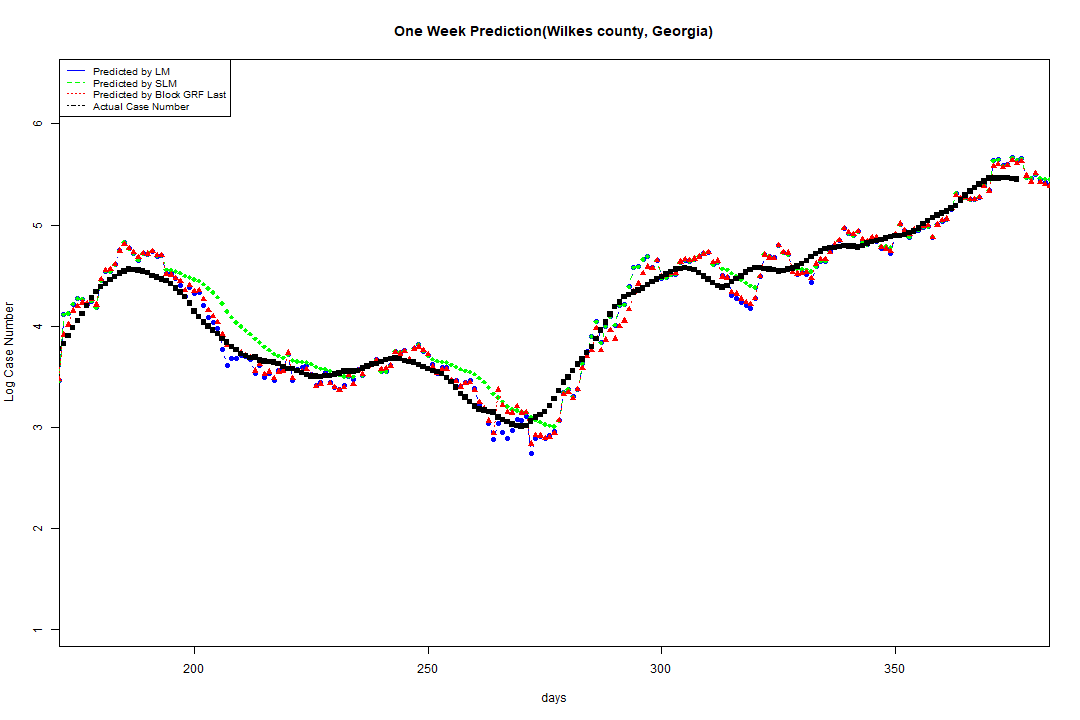 One Week Prediction(Wilkes county, Georgia)
Predicted by LM
Predicted by SLM
Predicted by Block GRF Last
Actual Case Number
Log Case Number
6
5
4
3
2
1
200 250 300 350
days